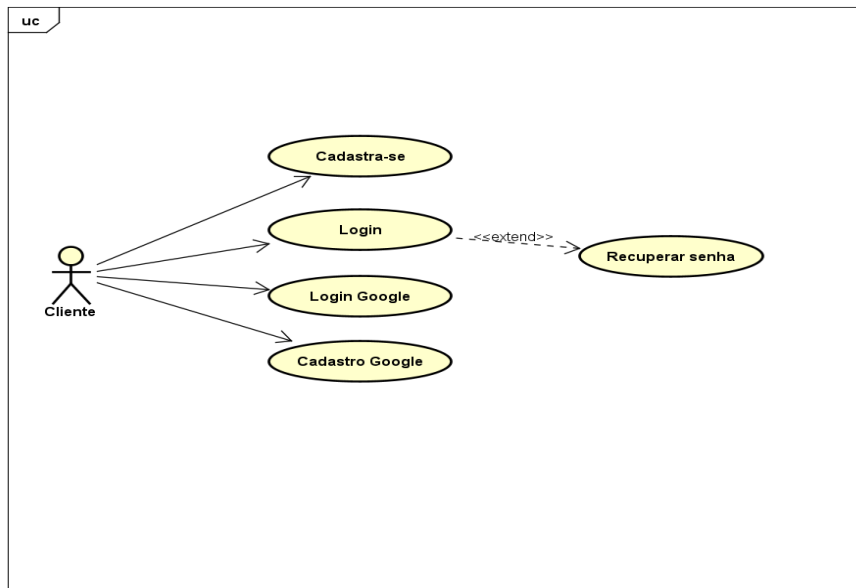 uc
Cadastra-se
Login
<<extend>>
Recuperar senha
Login Google
Cliente
Cadastro Google